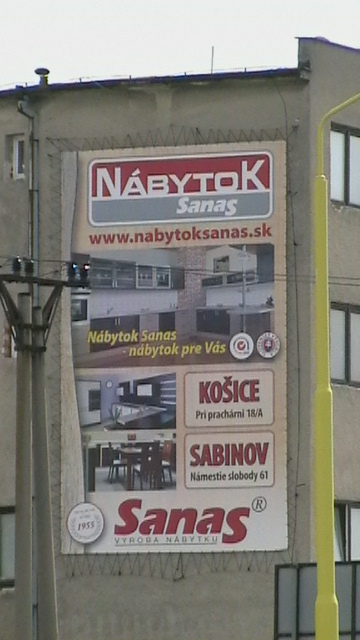 NÁBYTOK
Sanas
www.nabytoksanas.sk
Nábytok Sanas
- nábytok pre Vás
KOŠICE
Pri prachárni 18/A
SABINOV
Námestie slobody 61
1955
Sanas®
VÝROBA NÁBYTKU